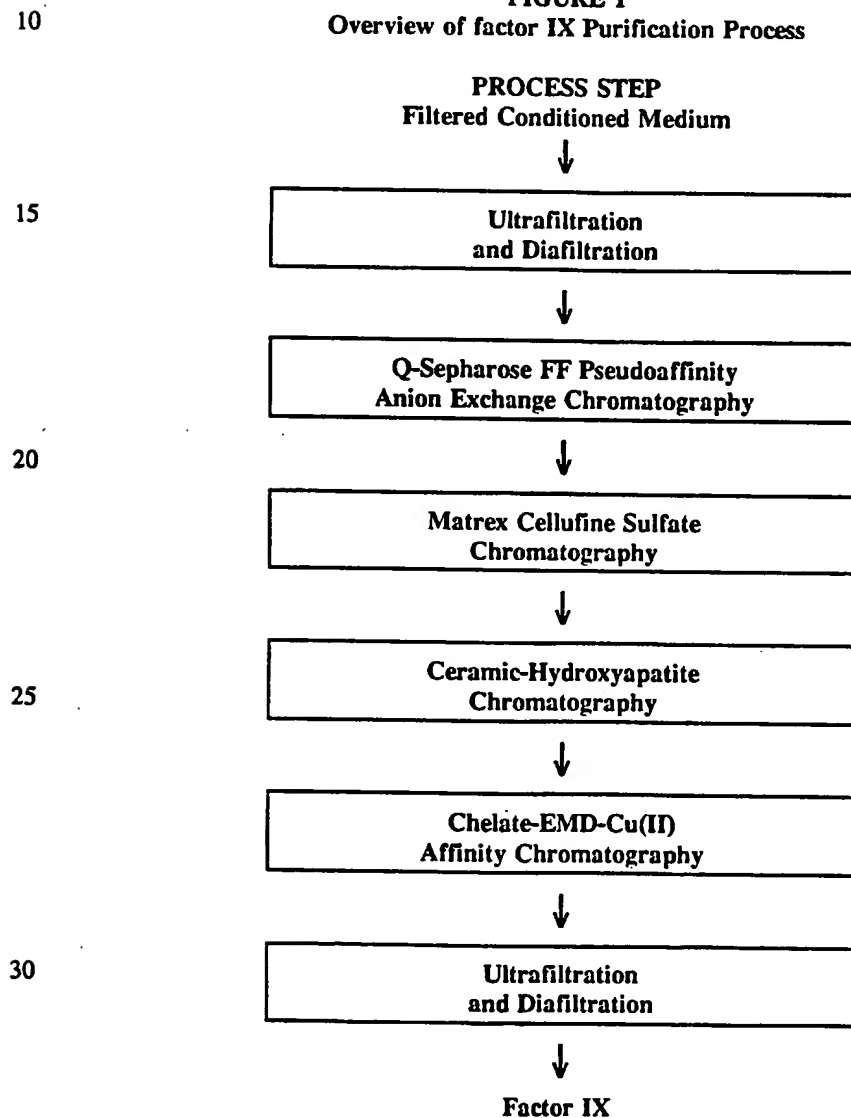 FIGURE 1
10
Overview of factor IX Purification Process
PROCESS STEP
Filtered Conditioned Medium
15
Ultrafiltration
and Diafiltration
Q-Sepharose FF Pseudoaffinity
Anion Exchange Chromatography
20
Matrex Cellufine Sulfate
Chromatography
Ceramic-Hydroxyapatite
Chromatography
25
Chelate-EMD-Cu(II)
Affinity Chromatography
30
Ultrafiltration
and Diafiltration
Factor IX